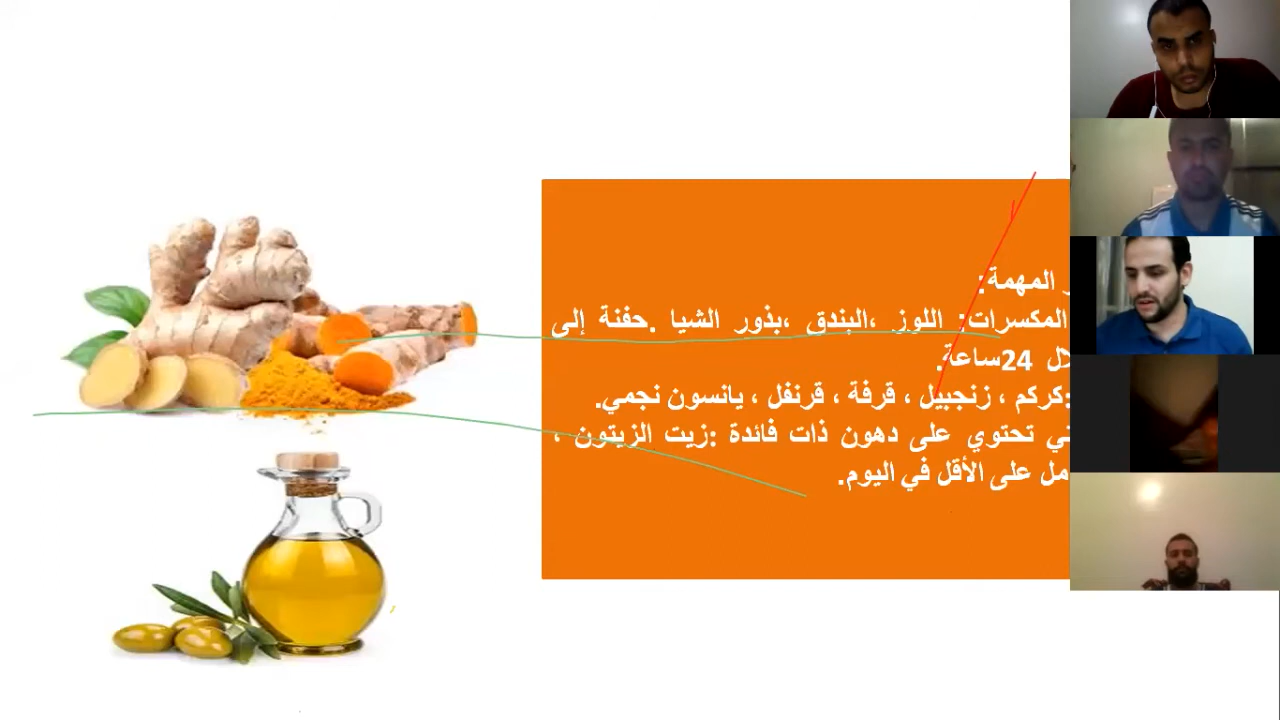 المهمة:
المكسرات: اللوز ،البندق ،بذور الشيا .حفنة إلى
24ساعة.
:كركم ، زنجبيل ، قرفة ، قرنفل ، يانسون نجمي.
تحتوي على دهون ذات فائدة :زيت الزيتون ،
على الأقل في اليوم.